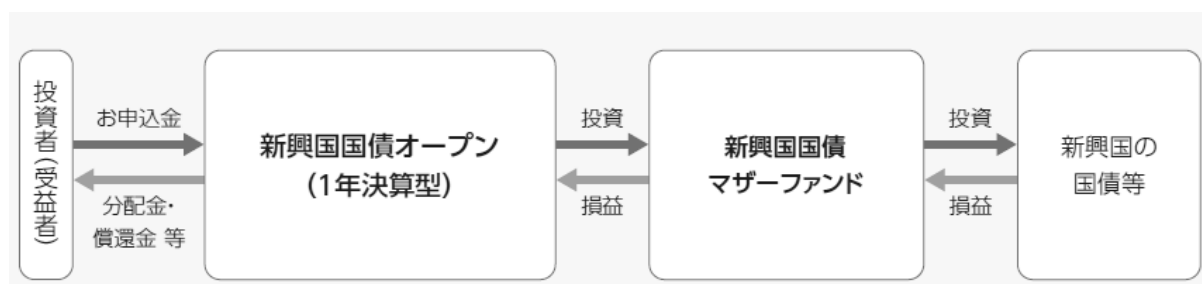 投資者(受益者)
お申込金
分配金・
償還金 等
新興国国債オープン
(1年決算型)
投資
損益
新興国国債
マザーファンド
投資
損益
新興国の
国債等